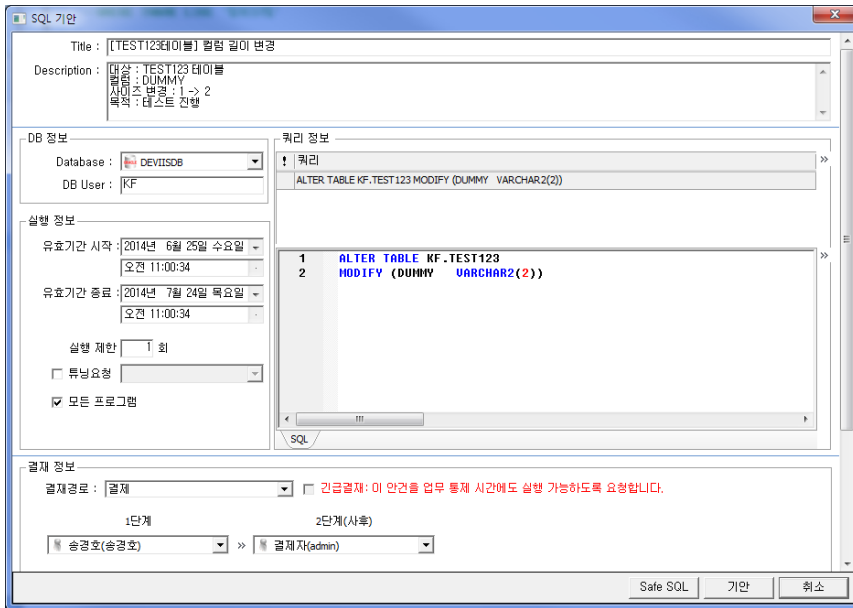 SQL 기안
Title : [TEST123테이블] 컬럼 길이 변경
Description : 대상 : TEST123 테이블
컬럼 : DUMMY
사이즈 변경 : 1 -> 2
목적 : 테스트 진행
DB 정보
Database : DEVIISDB
DB User : KF
쿼리 정보
! 쿼리
ALTER TABLE KF.TEST123 MODIFY (DUMMY VARCHAR2(2))
실행 정보
유효기간 시작 : 2014년 6월 25일 수요일
오전 11:00:34
유효기간 종료 : 2014년 7월 24일 목요일
오전 11:00:34
실행 제한 1 회
튜닝요청
모든 프로그램
1 ALTER TABLE KF.TEST123
2 MODIFY (DUMMY VARCHAR2(2))
SQL
결재 정보
결재경로 : 결제
긴급결재: 이 안건을 업무 통제 시간에도 실행 가능하도록 요청합니다.
1단계 2단계(사후)
송경호(송경호) » 결제자(admin)
Safe SQL 기안 취소